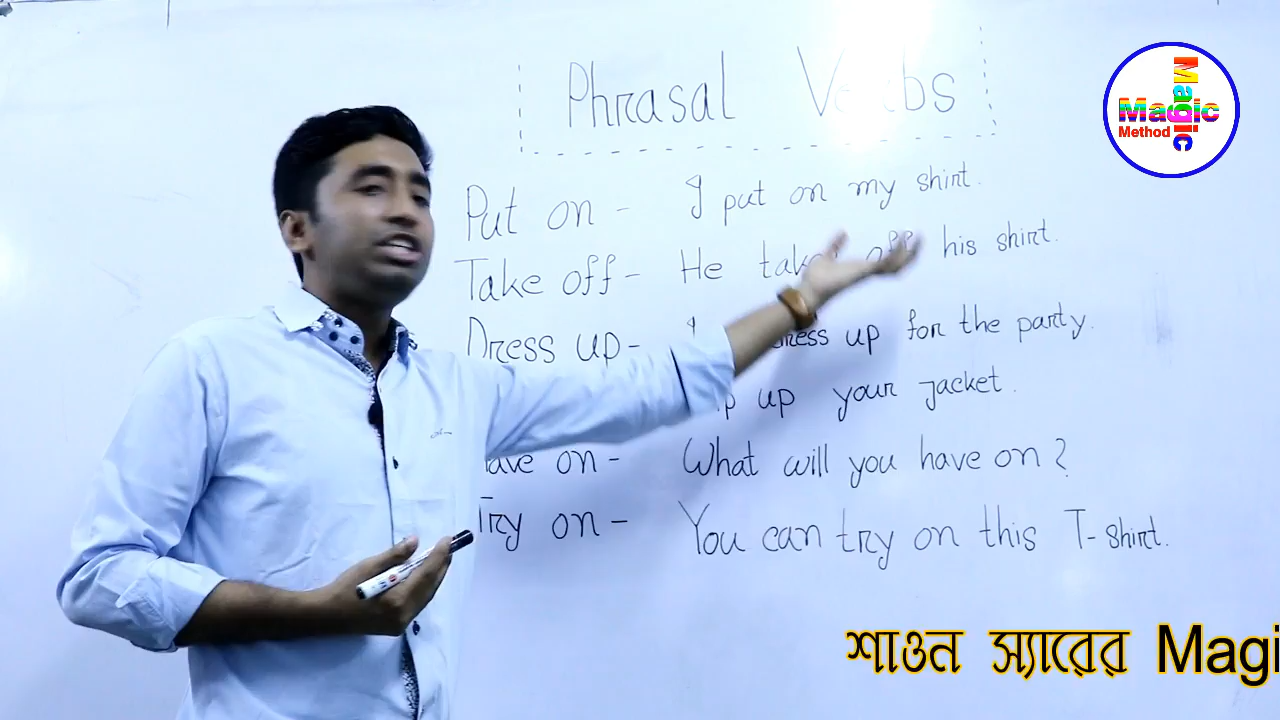 Phrasal Verbs
Put on - I put on my shirt.
Take off - He takes off his shirt.
Dress up - I dress up for the party.
up your jacket.
have on - What will you have on?
Try on - You can try on this T-shirt.
Magic
Magic
Method
শাওন স্যারের Magi